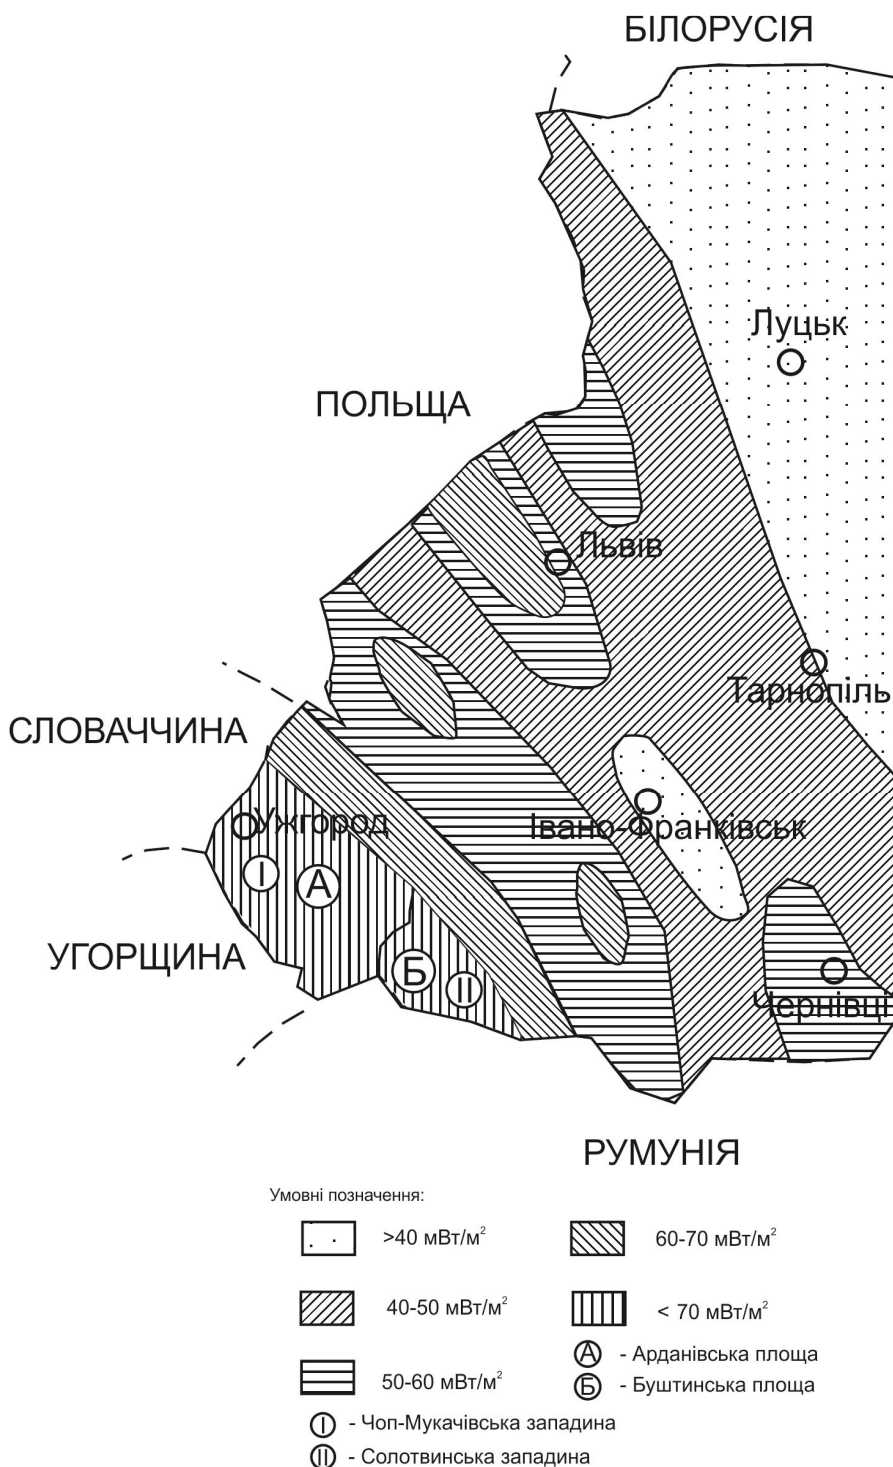 БІЛОРУСІЯ
Луцьк
ПОЛЬЩА
Львів
Тарнопіль
СЛОВАЧЧИНА
Ужгород
Івано-Франківськ
I
А
УГОРЩИНА
Б
II
Чернівці
РУМУНІЯ
Умовні позначення:
>40 мВт/м²
60-70 мВт/м²
40-50 мВт/м²
< 70 мВт/м²
50-60 мВт/м²
А - Арданівська площа
Б - Буштинська площа
I - Чоп-Мукачівська западина
II - Солотвинська западина